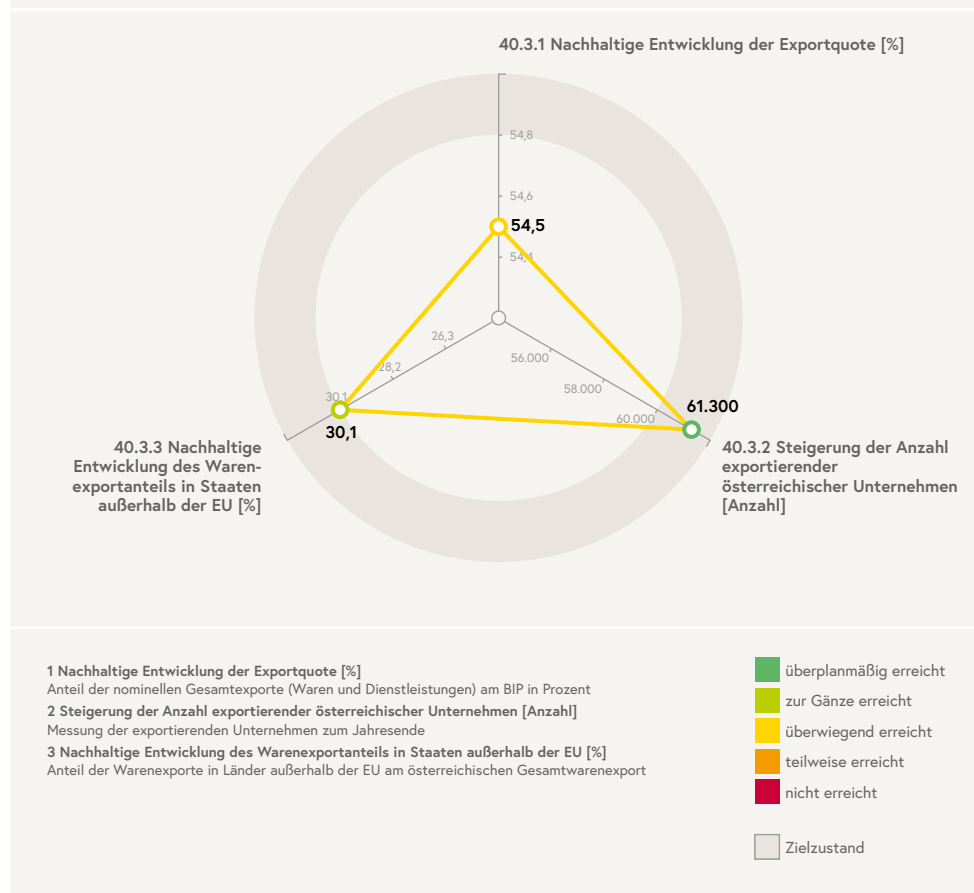 40.3.1 Nachhaltige Entwicklung der Exportquote [%]
54,8
54,6
54,5
54,4
26,3
28,2
30,1
30,1
56.000
58.000
60.000
61.300
40.3.3 Nachhaltige
Entwicklung des Waren-
exportanteils in Staaten
außerhalb der EU [%]
40.3.2 Steigerung der Anzahl
exportierender
österreichischer Unternehmen
[Anzahl]
1 Nachhaltige Entwicklung der Exportquote [%]
Anteil der nominellen Gesamtexporte (Waren und Dienstleistungen) am BIP in Prozent
2 Steigerung der Anzahl exportierender österreichischer Unternehmen [Anzahl]
Messung der exportierenden Unternehmen zum Jahresende
3 Nachhaltige Entwicklung des Warenexportanteils in Staaten außerhalb der EU [%]
Anteil der Warenexporte in Länder außerhalb der EU am österreichischen Gesamtwarenexport
überplanmäßig erreicht
zur Gänze erreicht
überwiegend erreicht
teilweise erreicht
nicht erreicht
Zielzustand